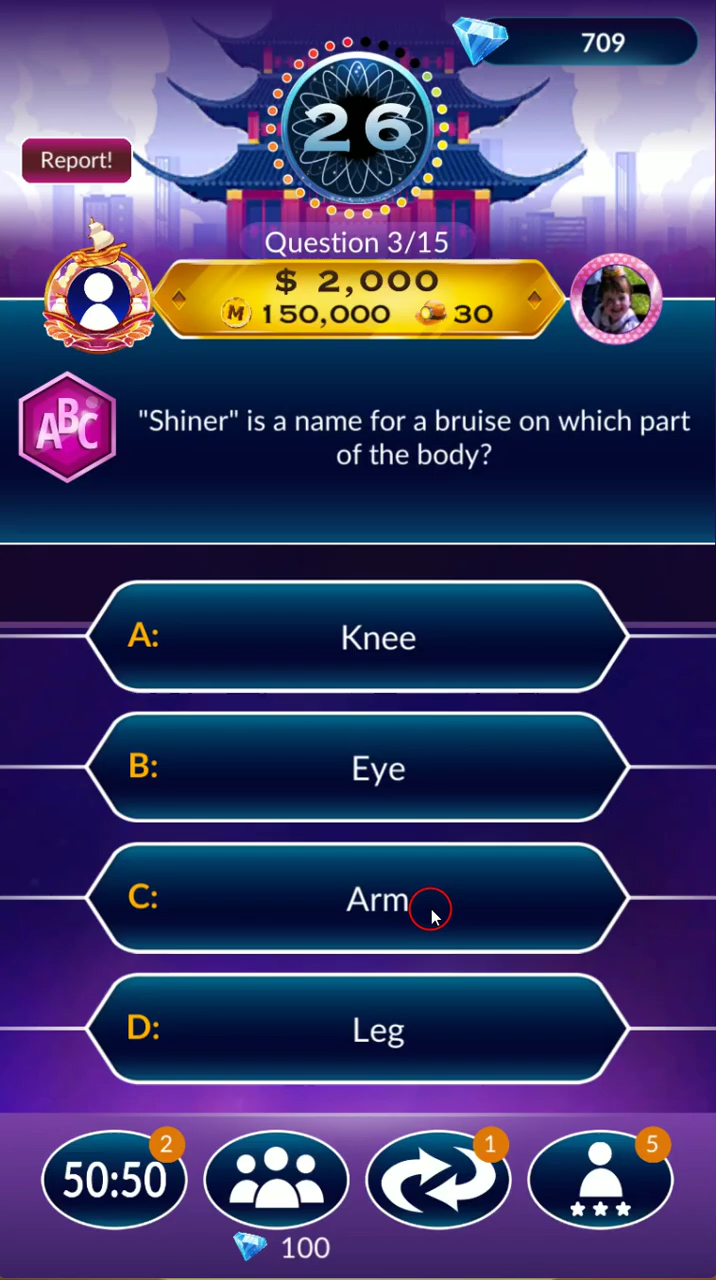 709
26
Report!
Question 3/15
$ 2,000
M 150,000 30
ABC
"Shiner" is a name for a bruise on which part
of the body?
A: Knee
B: Eye
C: Arm
D: Leg
2
1
5
50:50
100